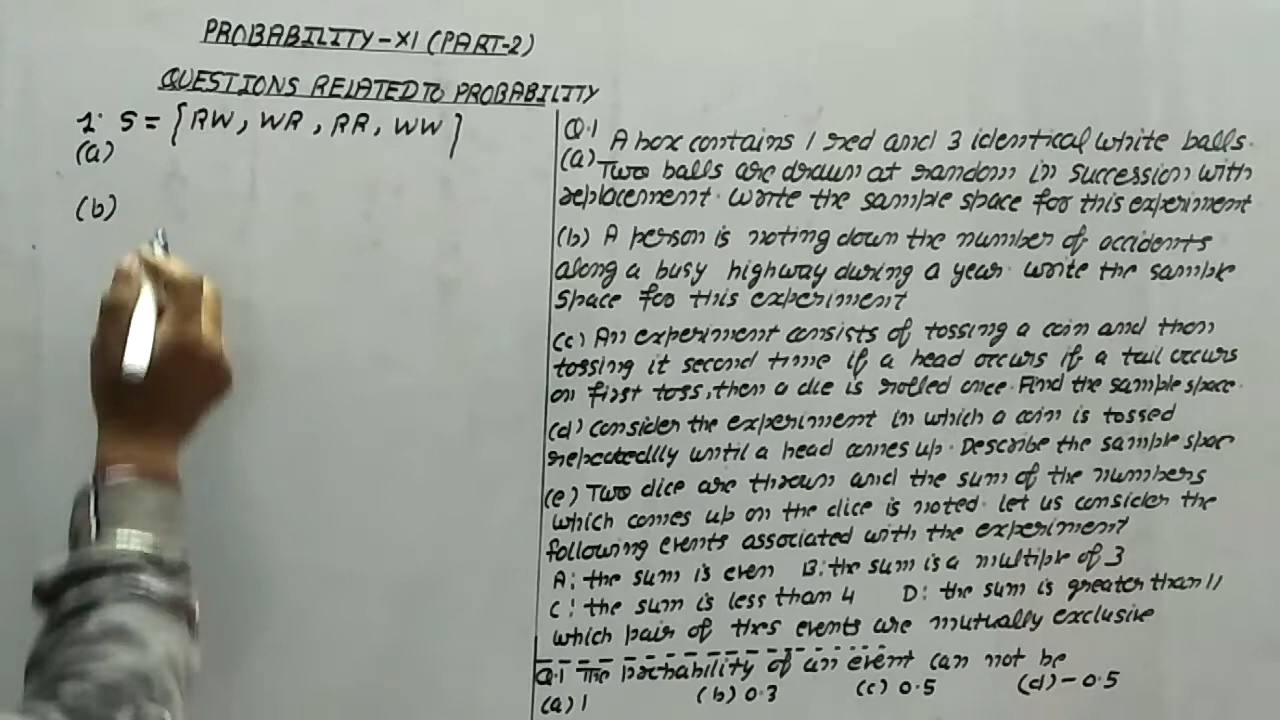 PROBABILITY-XI (PART-2)
QUESTIONS RELATED TO PROBABILITY
1. S = {RW, WR, RR, WW}
(a)
(b)
Q.1 A box contains 1 red and 3 identical white balls.
(a) Two balls are drawn at random in succession with
replacement. write the sample space for this experiment
(b) A person is noting down the number of accidents
along a busy highway during a year. write the sample
space for this experiment
(c) An experiment consists of tossing a coin and then
tossing it second time if a head occurs if a tail occurs
on first toss, then a die is rolled once. Find the sample space.
(d) consider the experiment in which a coin is tossed
repeatedlly until a head comes up. Describe the sample spac
(e) Two dice are thrown and the sum of the numbers
which comes up on the dice is noted. let us consider the
following events associated with the experiment
A: the sum is even B: the sum is a multiple of 3
C: the sum is less than 4 D: the sum is greater than 11
which pair of thes events are mutually exclusive
Q.1 The probability of an event can not be
(a) 1 (b) 0.3 (c) 0.5 (d) -0.5